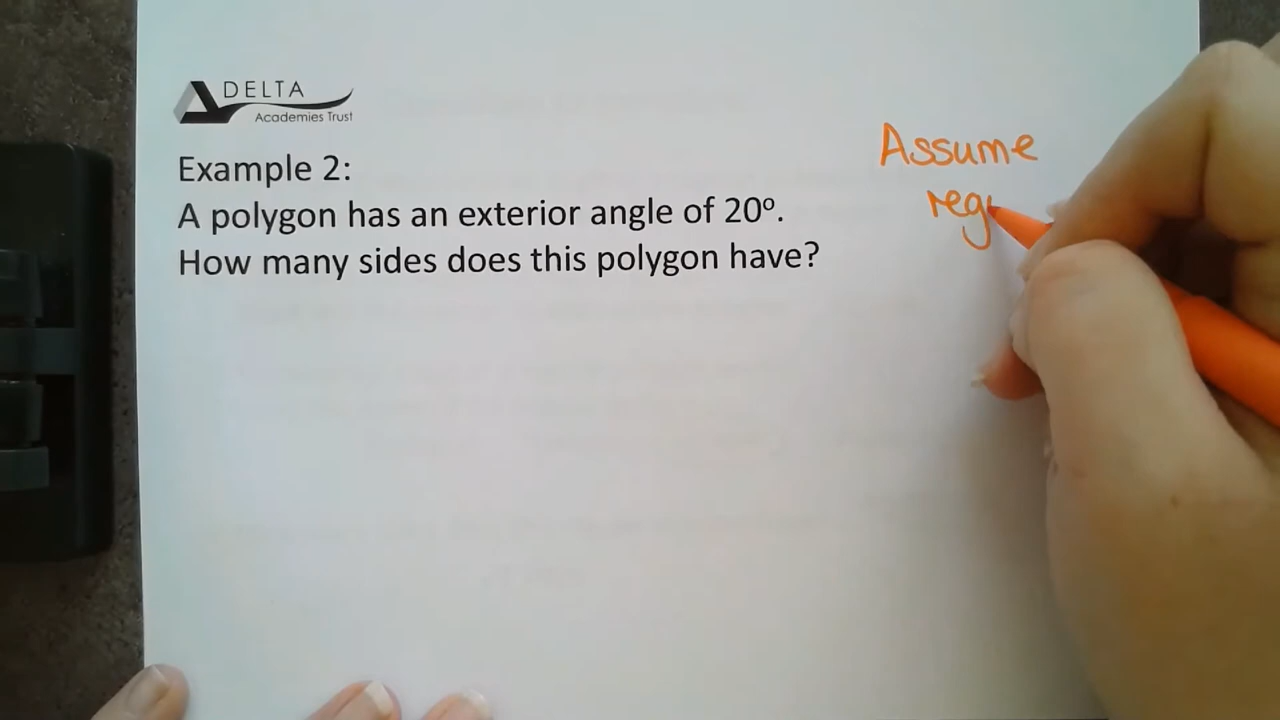 DELTA
Academies Trust
Example 2:
A polygon has an exterior angle of 20º.
How many sides does this polygon have?
Assume
reg